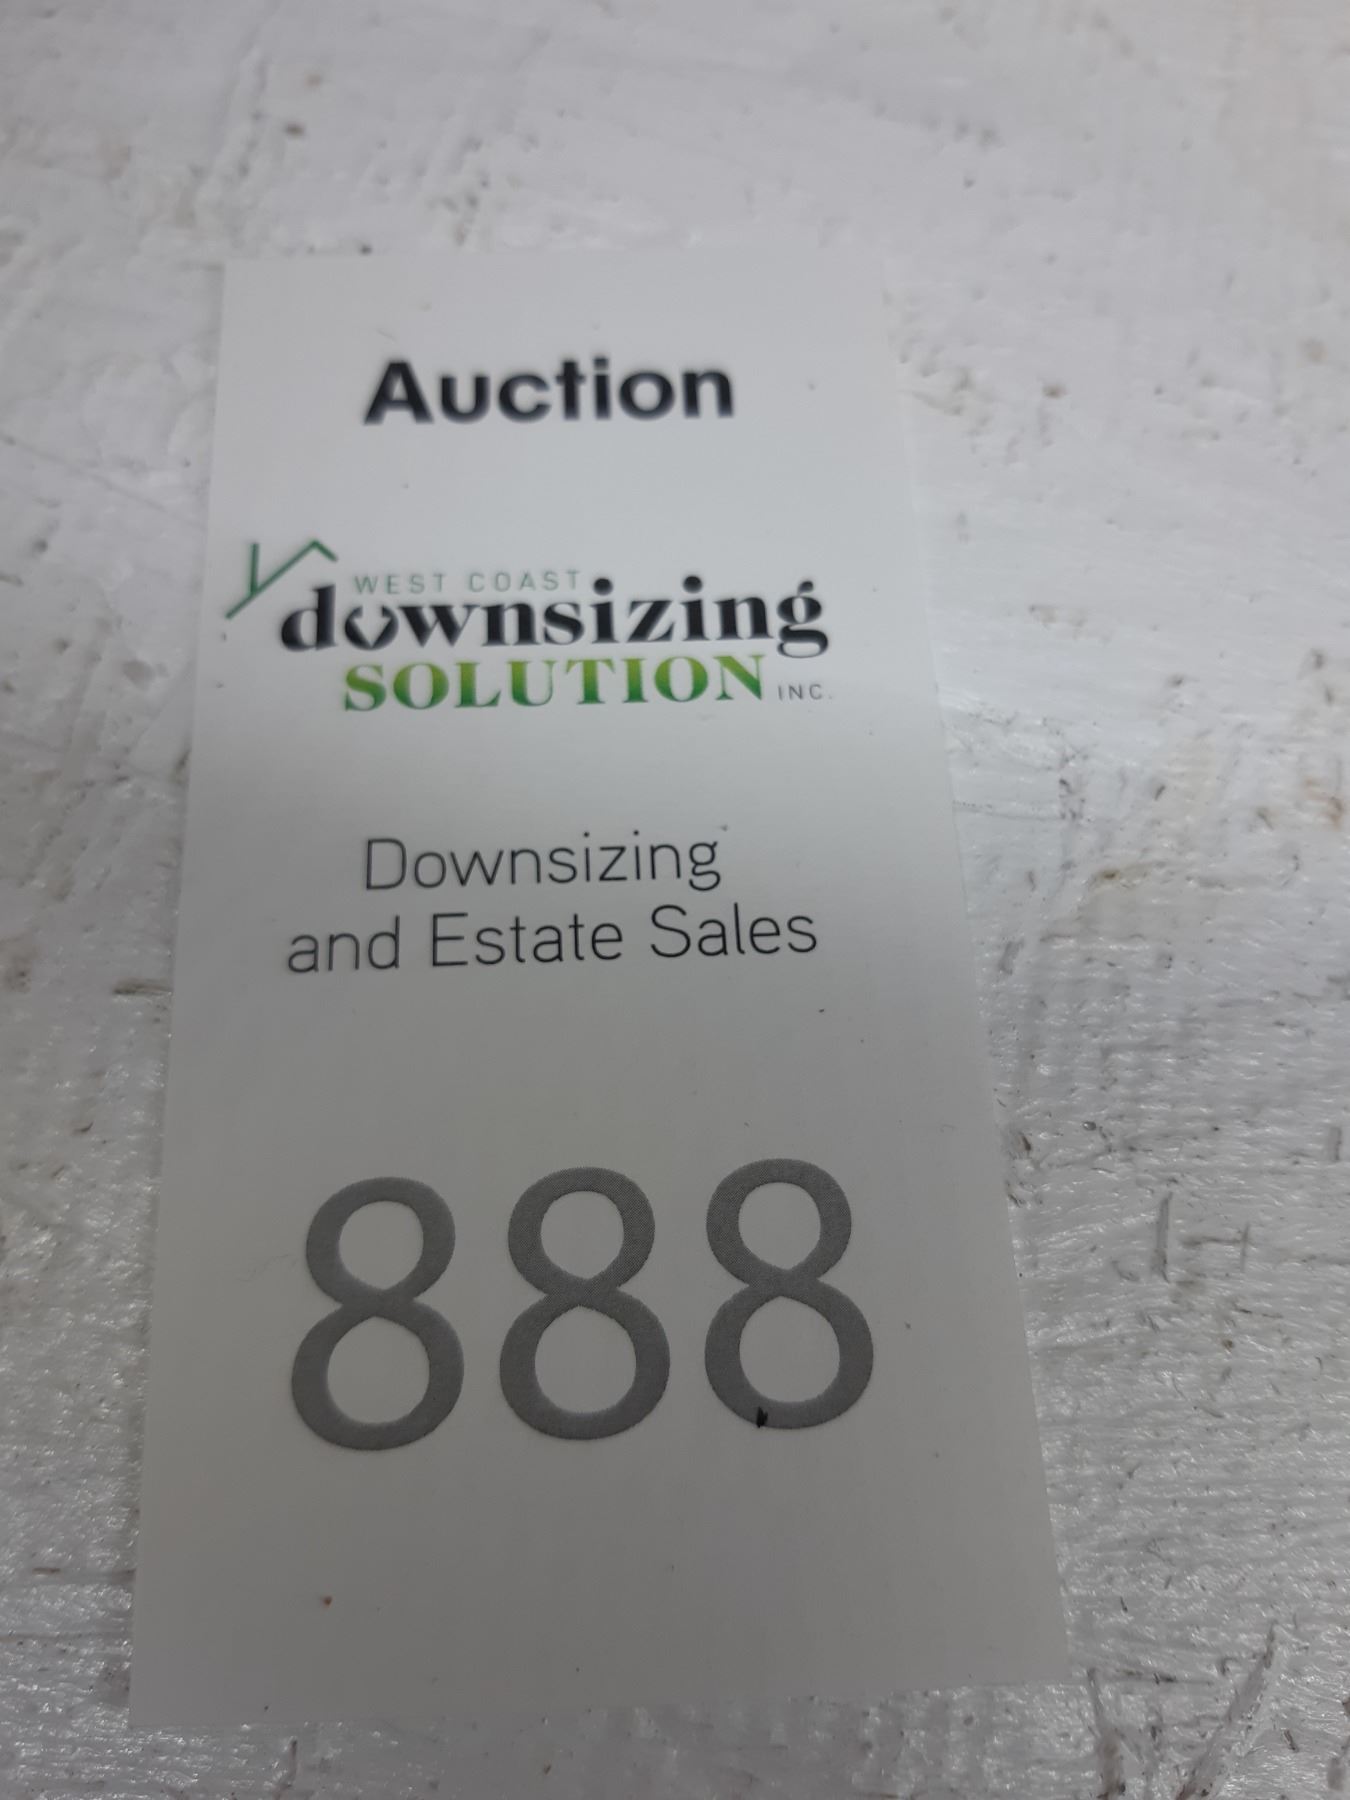 Auction
WEST COAST
downsizing
SOLUTION INC.
Downsizing
and Estate Sales
888